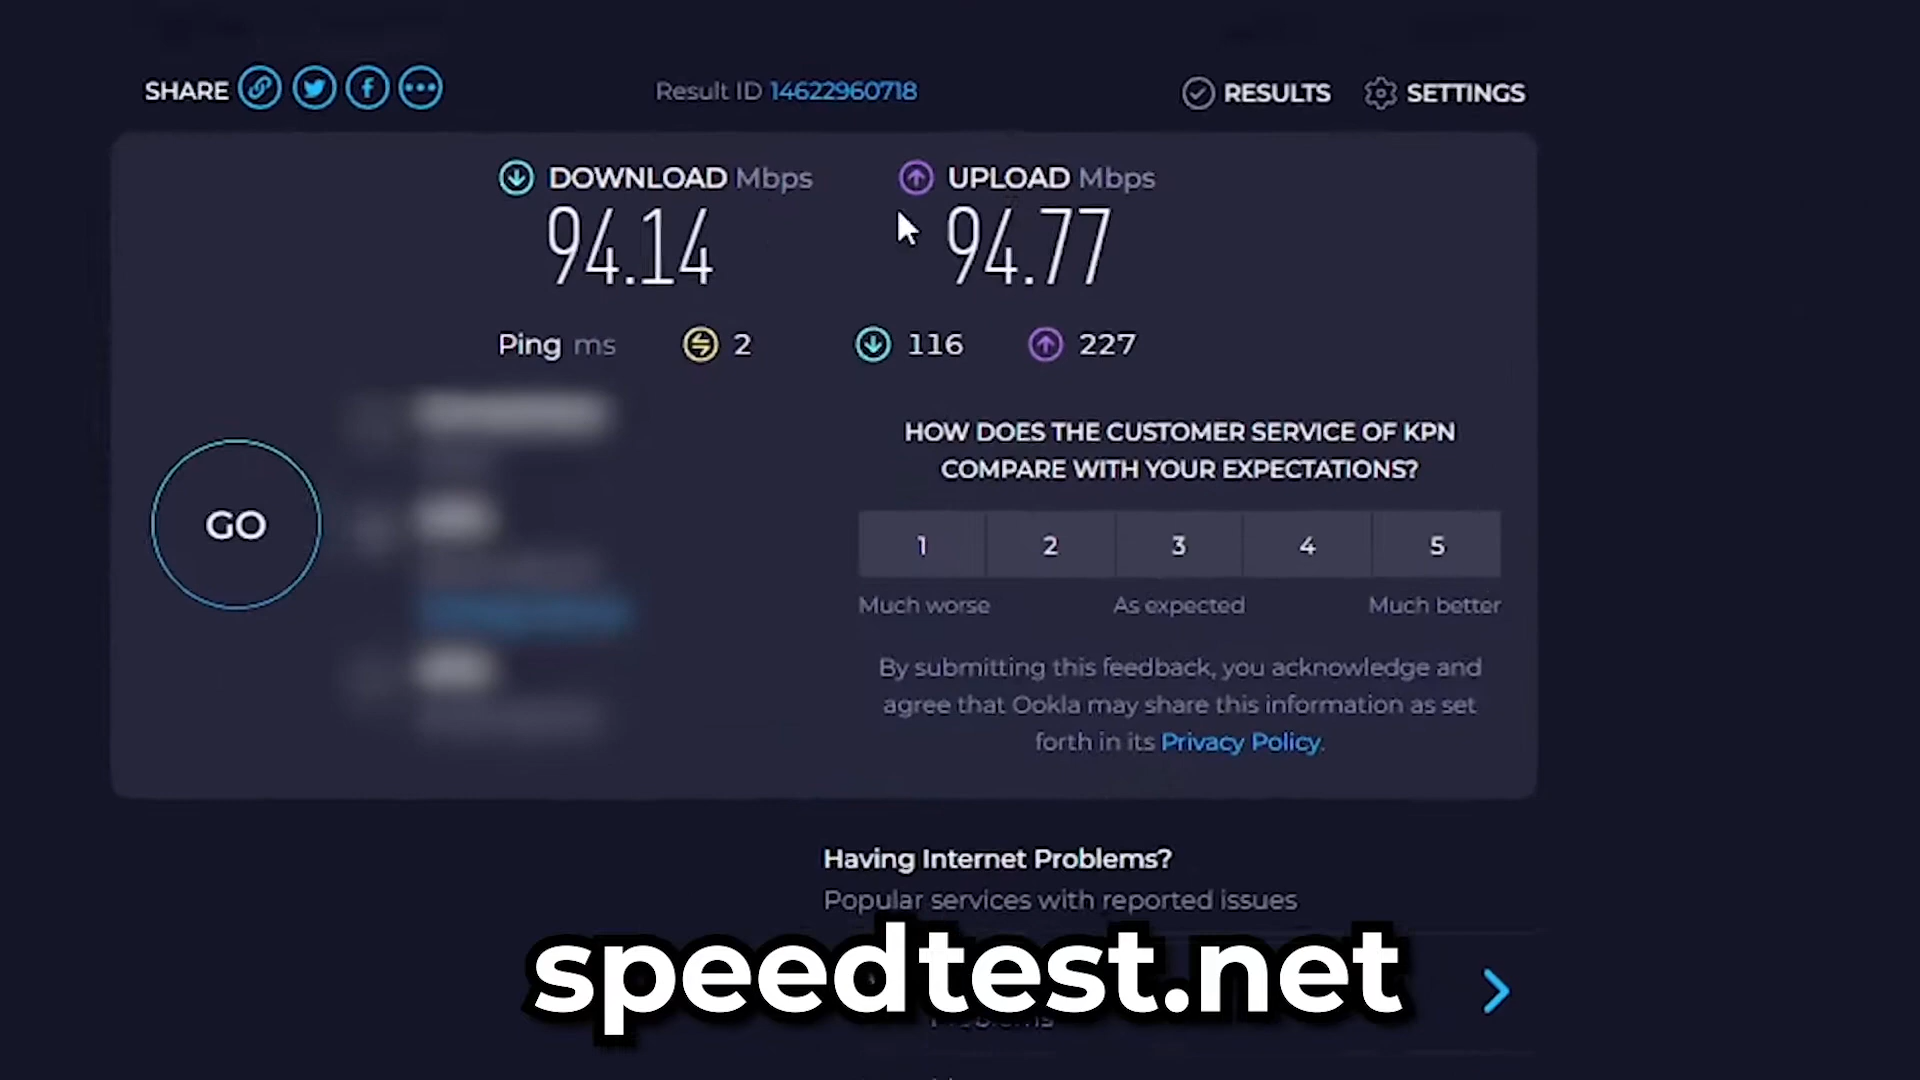 SHARE
Result ID 14622960718
RESULTS
SETTINGS
DOWNLOAD Mbps
94.14
UPLOAD Mbps
94.77
Ping ms
2
116
227
GO
HOW DOES THE CUSTOMER SERVICE OF KPN
COMPARE WITH YOUR EXPECTATIONS?
1 2 3 4 5
Much worse As expected Much better
By submitting this feedback, you acknowledge and
agree that Ookla may share this information as set
forth in its Privacy Policy.
Having Internet Problems?
Popular services with reported issues
speedtest.net